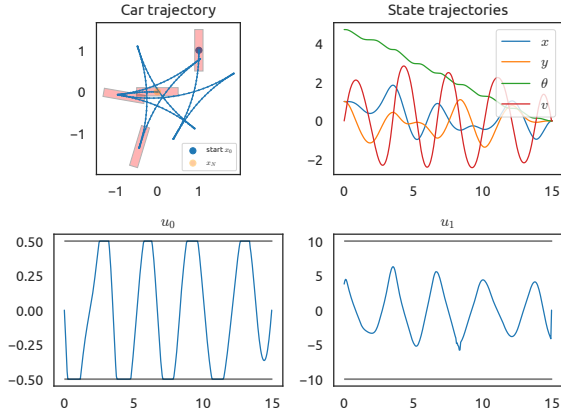 Car trajectory
1
0
−1
−1 0 1
start x₀
x_N
State trajectories
4
2
0
−2
0 5 10 15
x
y
θ
v
u₀
0.50
0.25
0.00
−0.25
−0.50
0 5 10 15
u₁
10
5
0
−5
−10
0 5 10 15